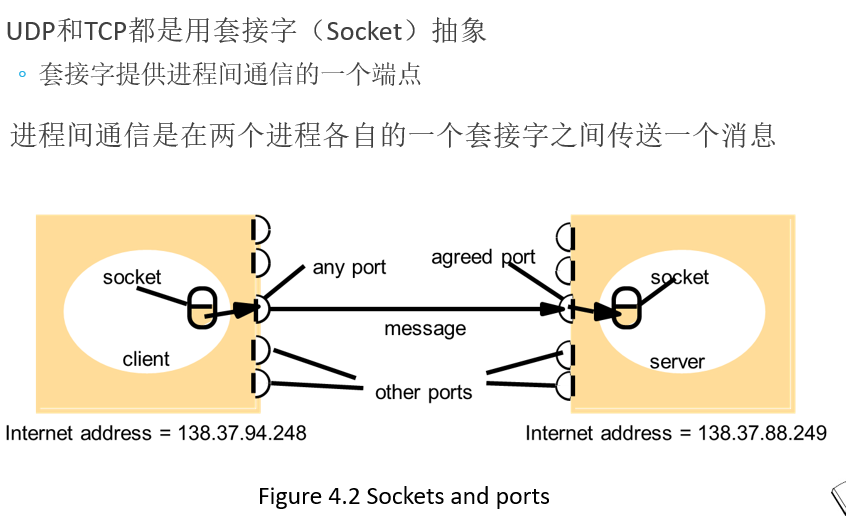 UDP和TCP都是用套接字（Socket）抽象
套接字提供进程间通信的一个端点
进程间通信是在两个进程各自的一个套接字之间传送一个消息
socket
any port
agreed port
socket
message
client
server
other ports
Internet address = 138.37.94.248
Internet address = 138.37.88.249
Figure 4.2 Sockets and ports